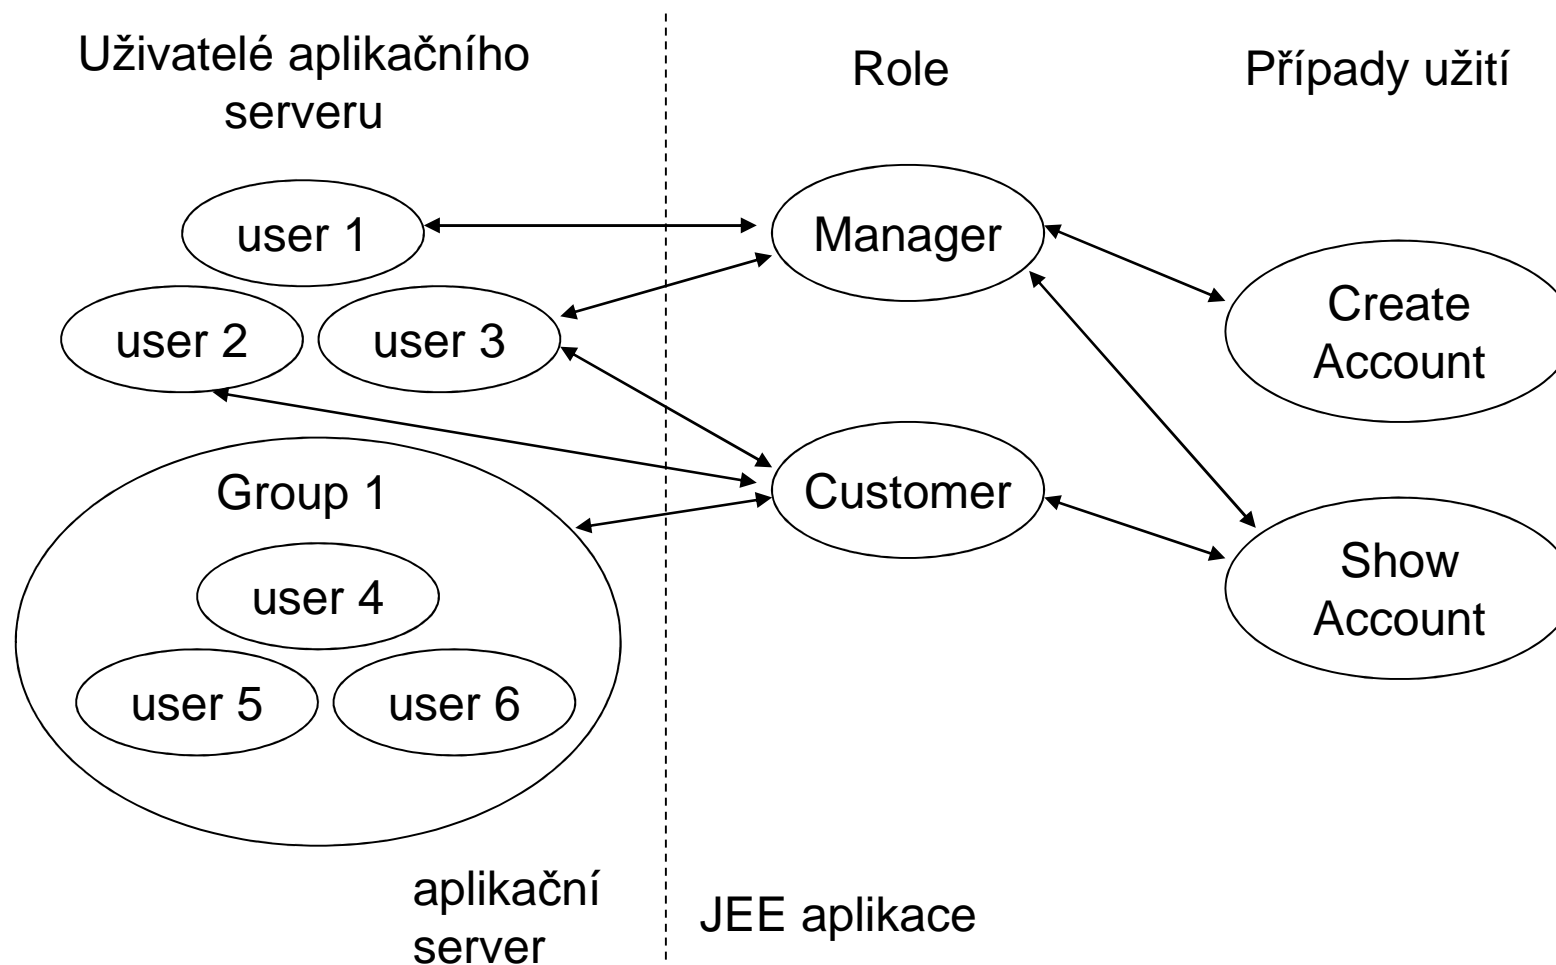 Uživatelé aplikačního
serveru
Role
Případy užití
user 1
Manager
user 2
user 3
Create
Account
Group 1
Customer
user 4
Show
Account
user 5
user 6
aplikační
server
JEE aplikace